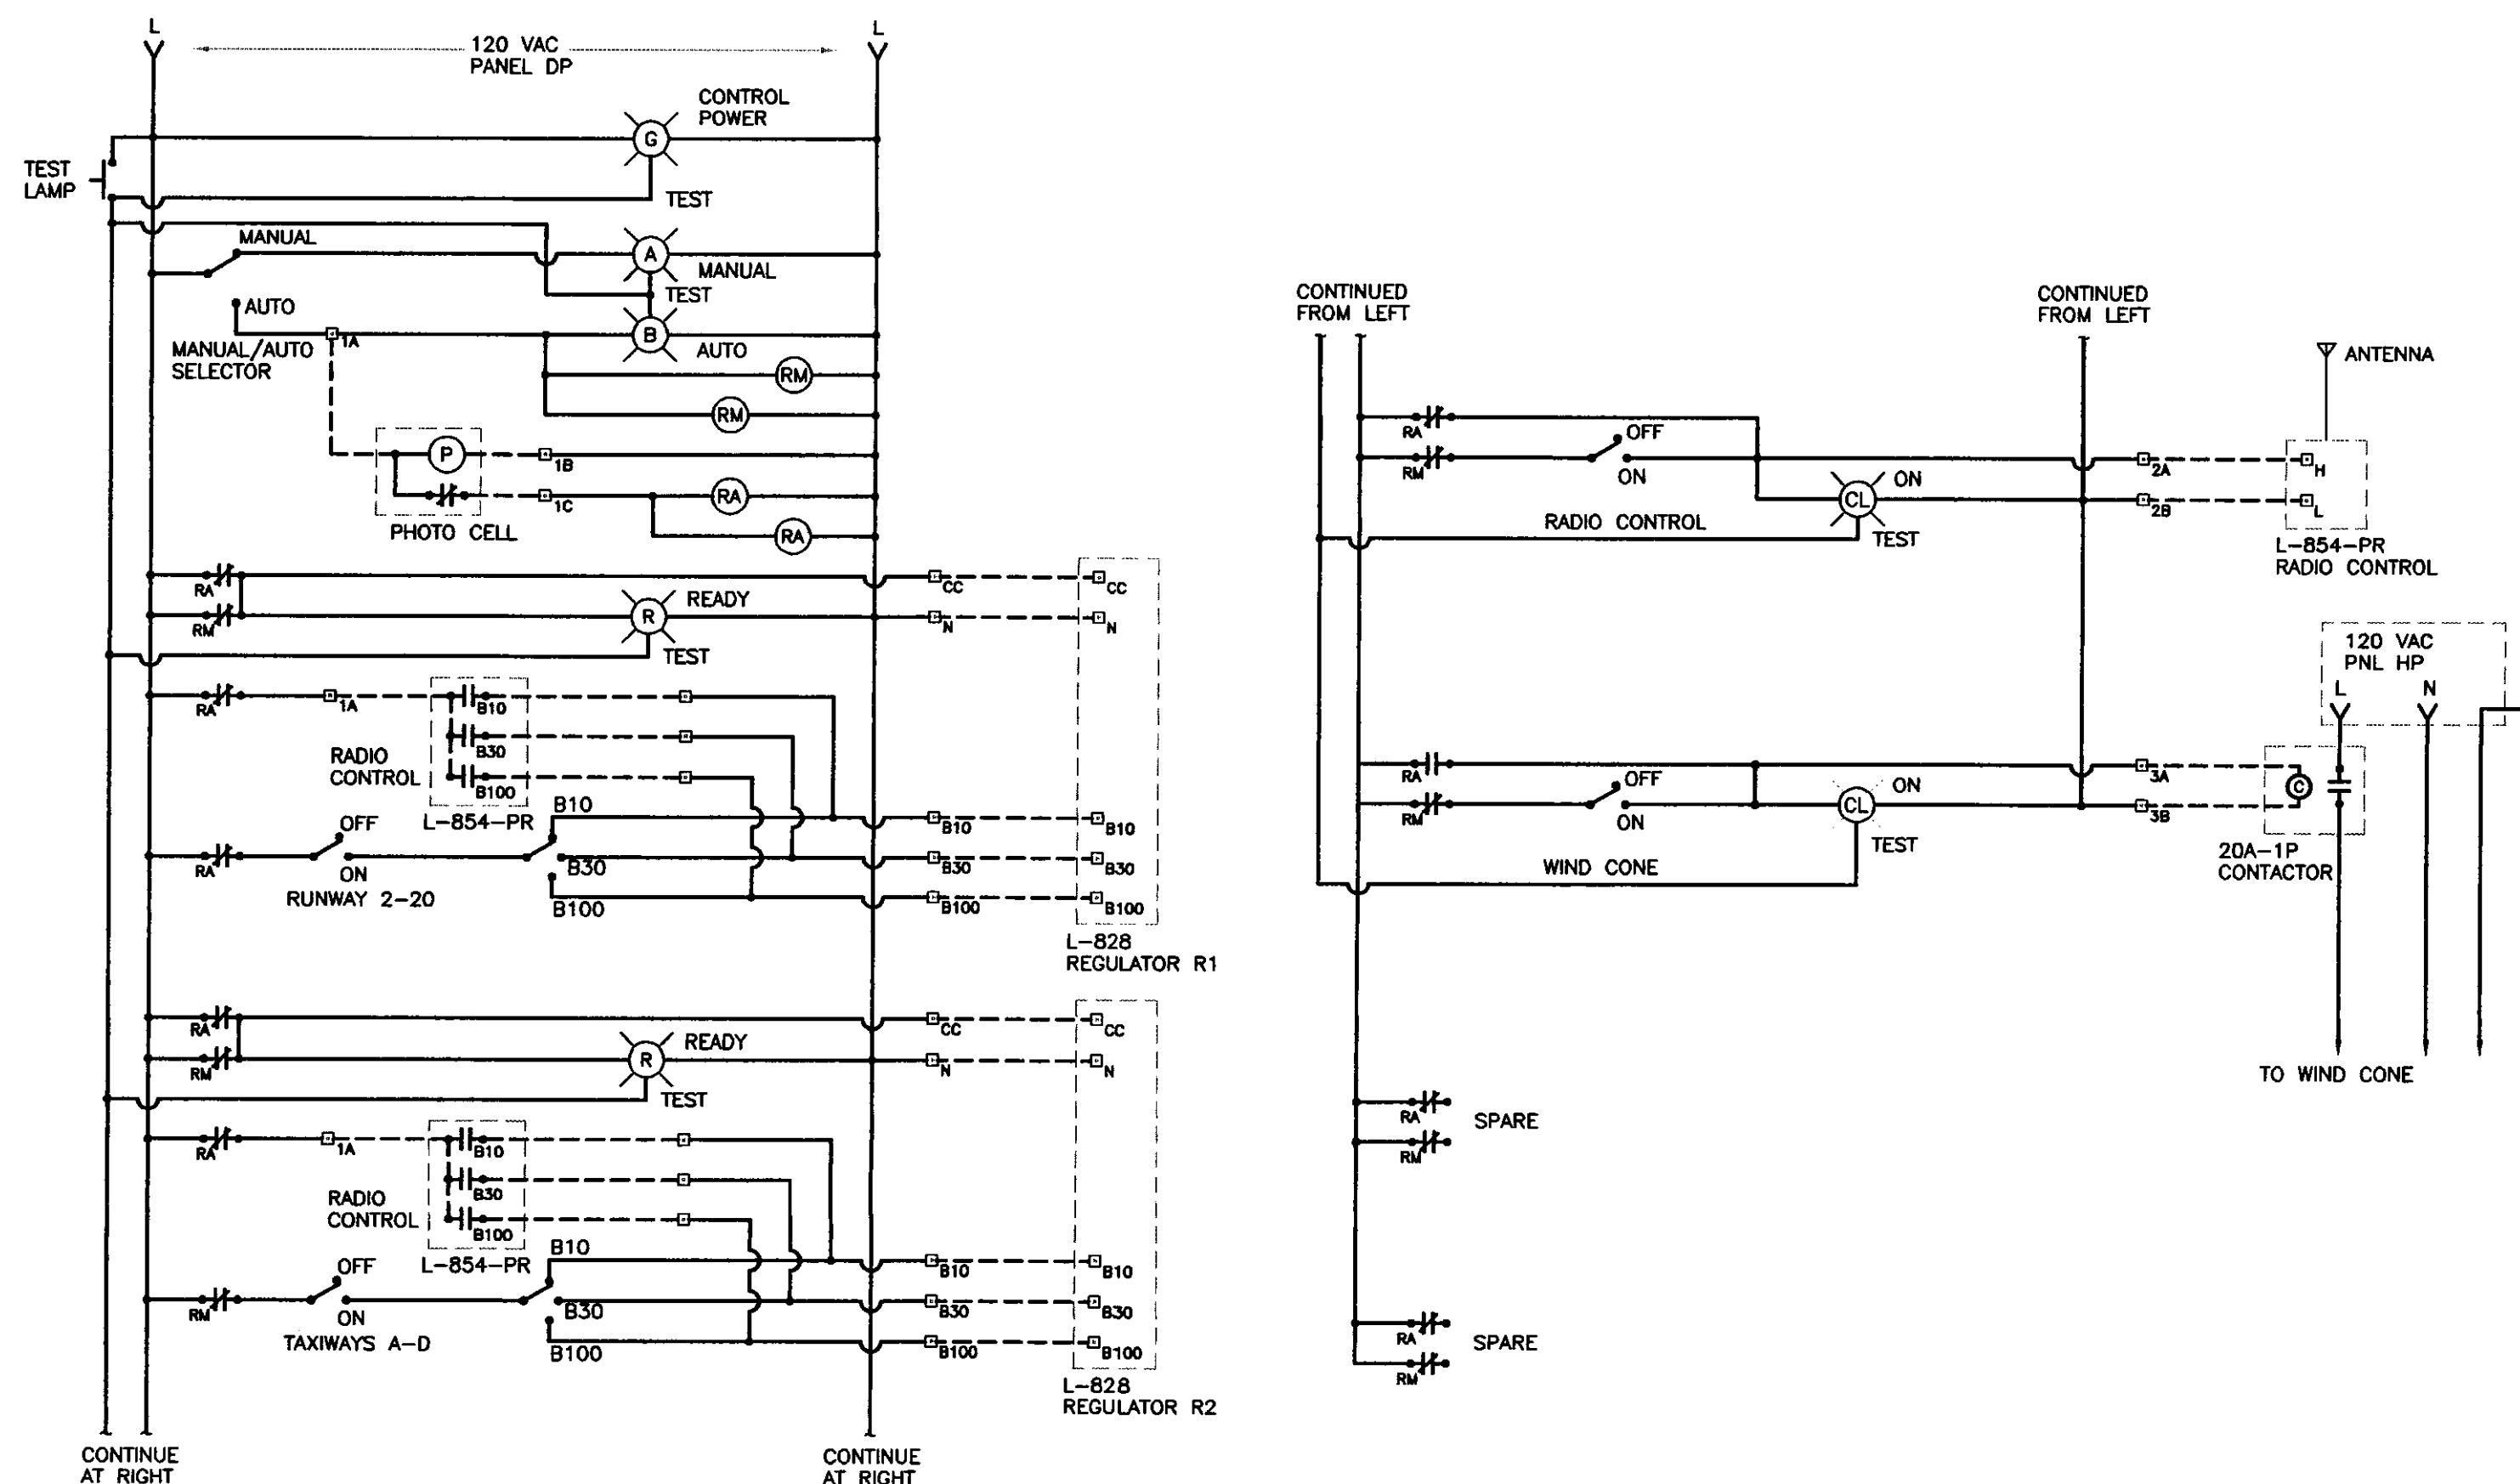 L
120 VAC
PANEL DP
L
CONTROL
POWER
G
TEST
LAMP
TEST
MANUAL
A
MANUAL
TEST
AUTO
1A
B
AUTO
MANUAL/AUTO
SELECTOR
RM
RM
P
1B
1C
RA
PHOTO CELL
RA
RA
CC
CC
RM
R
READY
N
N
TEST
RA
1A
B10
B30
B100
RADIO
CONTROL
L-854-PR
B10
B10
B10
OFF
RA
ON
B30
B30
B30
RUNWAY 2-20
B100
B100
B100
L-828
REGULATOR R1
RA
CC
CC
RM
R
READY
N
N
TEST
RA
1A
B10
B30
B100
RADIO
CONTROL
L-854-PR
B10
B10
B10
OFF
RM
ON
B30
B30
B30
TAXIWAYS A-D
B100
B100
B100
L-828
REGULATOR R2
CONTINUE
AT RIGHT
CONTINUE
AT RIGHT
CONTINUED
FROM LEFT
CONTINUED
FROM LEFT
ANTENNA
RA
OFF
RM
ON
2A
H
CL
ON
2B
L
RADIO CONTROL
TEST
L-854-PR
RADIO CONTROL
120 VAC
PNL HP
L
N
RA
OFF
3A
C
RM
ON
CL
ON
3B
TEST
20A-1P
CONTACTOR
WIND CONE
TO WIND CONE
RA
SPARE
RM
RA
SPARE
RM